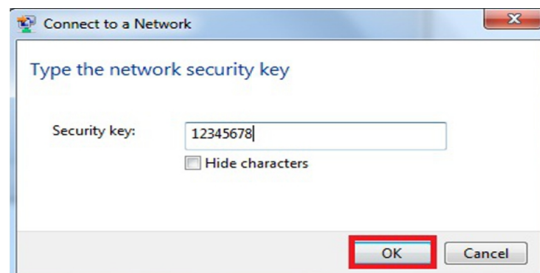 Connect to a Network
Type the network security key
Security key: 12345678
Hide characters
OK Cancel